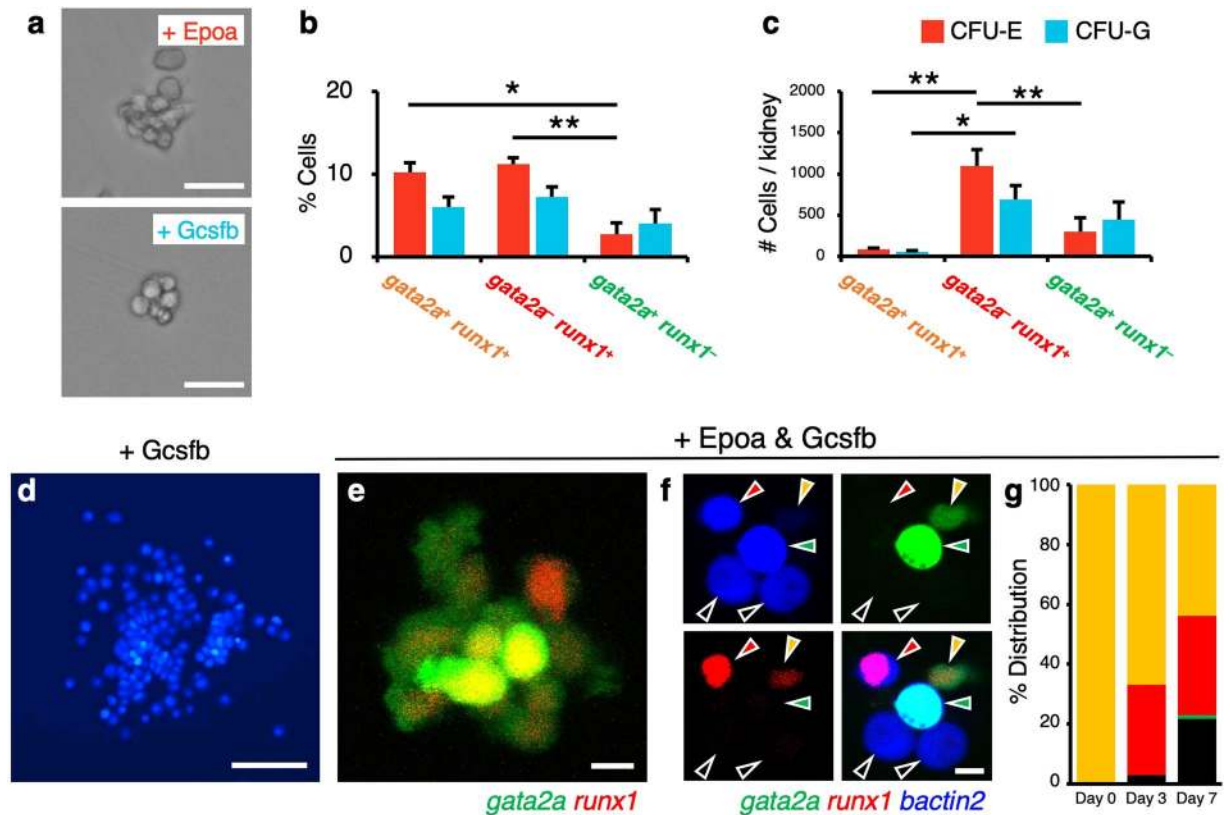 a
+ Epoa
+ Gcsfb
b
% Cells
20
10
0
*
**
gata2a⁺ runx1⁺
gata2a⁻ runx1⁺
gata2a⁺ runx1⁻
c
CFU-E CFU-G
# Cells / kidney
2000
1500
1000
500
0
** **
*
gata2a⁺ runx1⁺
gata2a⁻ runx1⁺
gata2a⁺ runx1⁻
+ Gcsfb
d
+ Epoa & Gcsfb
e
gata2a runx1
f
gata2a runx1 bactin2
g
% Distribution
100
80
60
40
20
0
Day 0 Day 3 Day 7